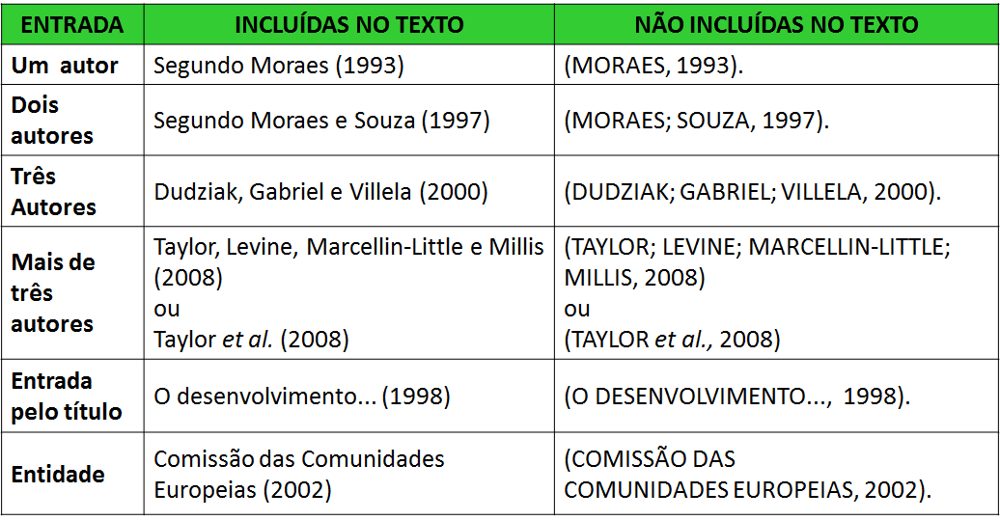 ENTRADA INCLUÍDAS NO TEXTO NÃO INCLUÍDAS NO TEXTO
Um autor Segundo Moraes (1993) (MORAES, 1993).
Dois
autores
Segundo Moraes e Souza (1997) (MORAES; SOUZA, 1997).
Três
Autores
Dudziak, Gabriel e Villela (2000) (DUDZIAK; GABRIEL; VILLELA, 2000).
Mais de
três
autores
Taylor, Levine, Marcellin-Little e Millis
(2008)
ou
Taylor et al. (2008)
(TAYLOR; LEVINE; MARCELLIN-LITTLE;
MILLIS, 2008)
ou
(TAYLOR et al., 2008)
Entrada
pelo título
O desenvolvimento... (1998) (O DESENVOLVIMENTO..., 1998).
Entidade
Comissão das Comunidades
Europeias (2002)
(COMISSÃO DAS
COMUNIDADES EUROPEIAS, 2002).